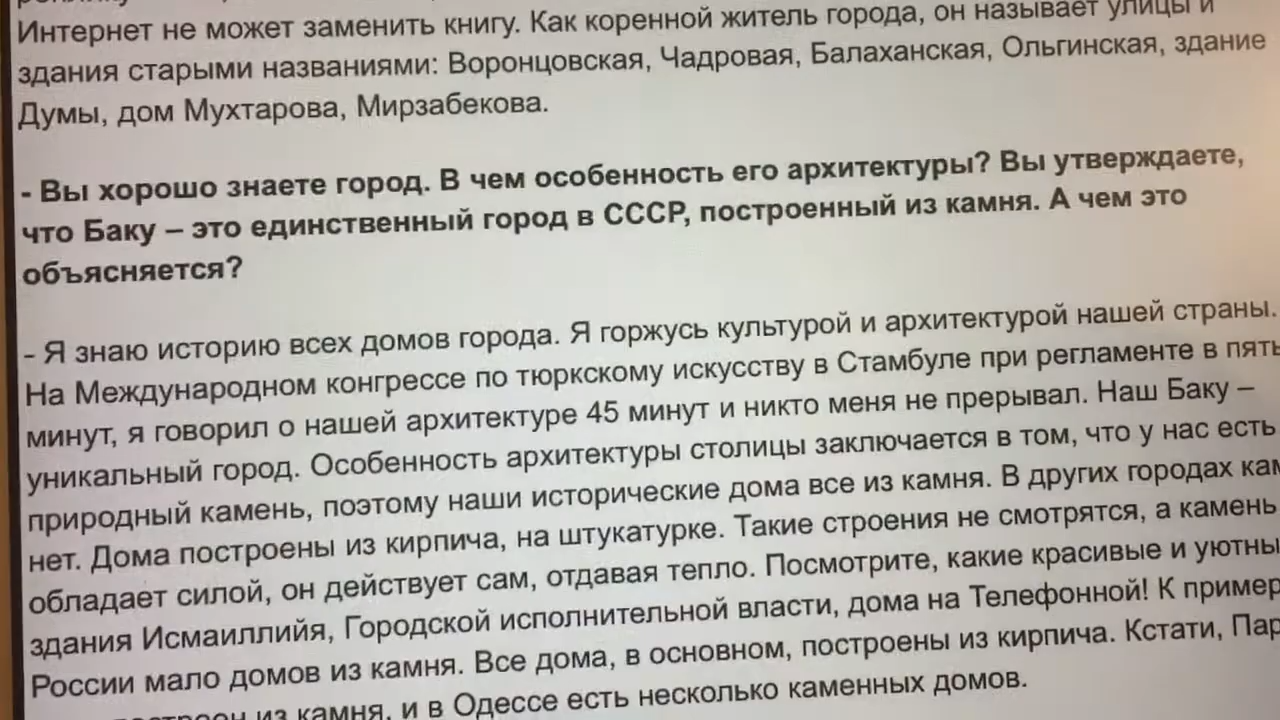 Интернет не может заменить книгу. Как коренной житель города, он называет улицы и
здания старыми названиями: Воронцовская, Чадровая, Балаханская, Ольгинская, здание
Думы, дом Мухтарова, Мирзабекова.
- Вы хорошо знаете город. В чем особенность его архитектуры? Вы утверждаете,
что Баку – это единственный город в СССР, построенный из камня. А чем это
объясняется?
- Я знаю историю всех домов города. Я горжусь культурой и архитектурой нашей страны.
На Международном конгрессе по тюркскому искусству в Стамбуле при регламенте в пять
минут, я говорил о нашей архитектуре 45 минут и никто меня не прерывал. Наш Баку –
уникальный город. Особенность архитектуры столицы заключается в том, что у нас есть
природный камень, поэтому наши исторические дома все из камня. В других городах
нет. Дома построены из кирпича, на штукатурке. Такие строения не смотрятся, а камень
обладает силой, он действует сам, отдавая тепло. Посмотрите, какие красивые и уютны
здания Исмаиллийя, Городской исполнительной власти, дома на Телефонной! К пример
России мало домов из камня. Все дома, в основном, построены из кирпича. Кстати,
из камня, и в Одессе есть несколько каменных домов.